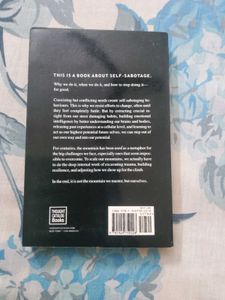 THIS IS A BOOK ABOUT SELF-SABOTAGE.
Why we do it, when we do it, and how to stop doing it—
for good.
Coexisting but conflicting needs create self-sabotaging be-
haviors. This is why we resist efforts to change, often until
they feel completely futile. But by extracting crucial in-
sight from our most damaging habits, building emotional
intelligence by better understanding our brains and bodies,
releasing past experiences at a cellular level, and learning to
act as our highest potential future selves, we can step out of
our own way and into our potential.
For centuries, the mountain has been used as a metaphor for
the big challenges we face, especially ones that seem impos-
sible to overcome. To scale our mountains, we actually have
to do the deep internal work of excavating trauma, building
resilience, and adjusting how we show up for the climb.
In the end, it is not the mountain we master, but ourselves.
THOUGHT
CATALOG
Books